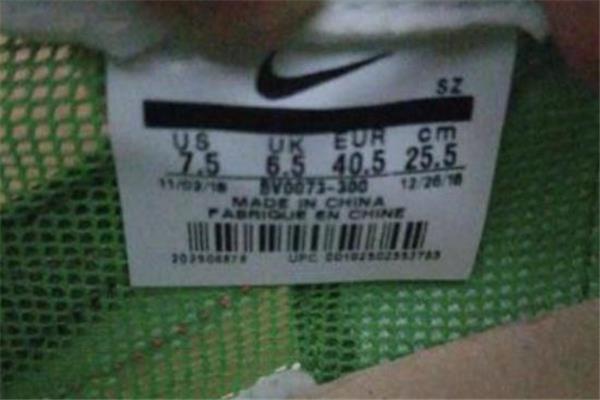 SZ
US UK EUR cm
7.5 6.5 40.5 25.5
11/03/18 BV0073-300 12/26/18
MADE IN CHINA
FABRIQUE EN CHINE
UPC